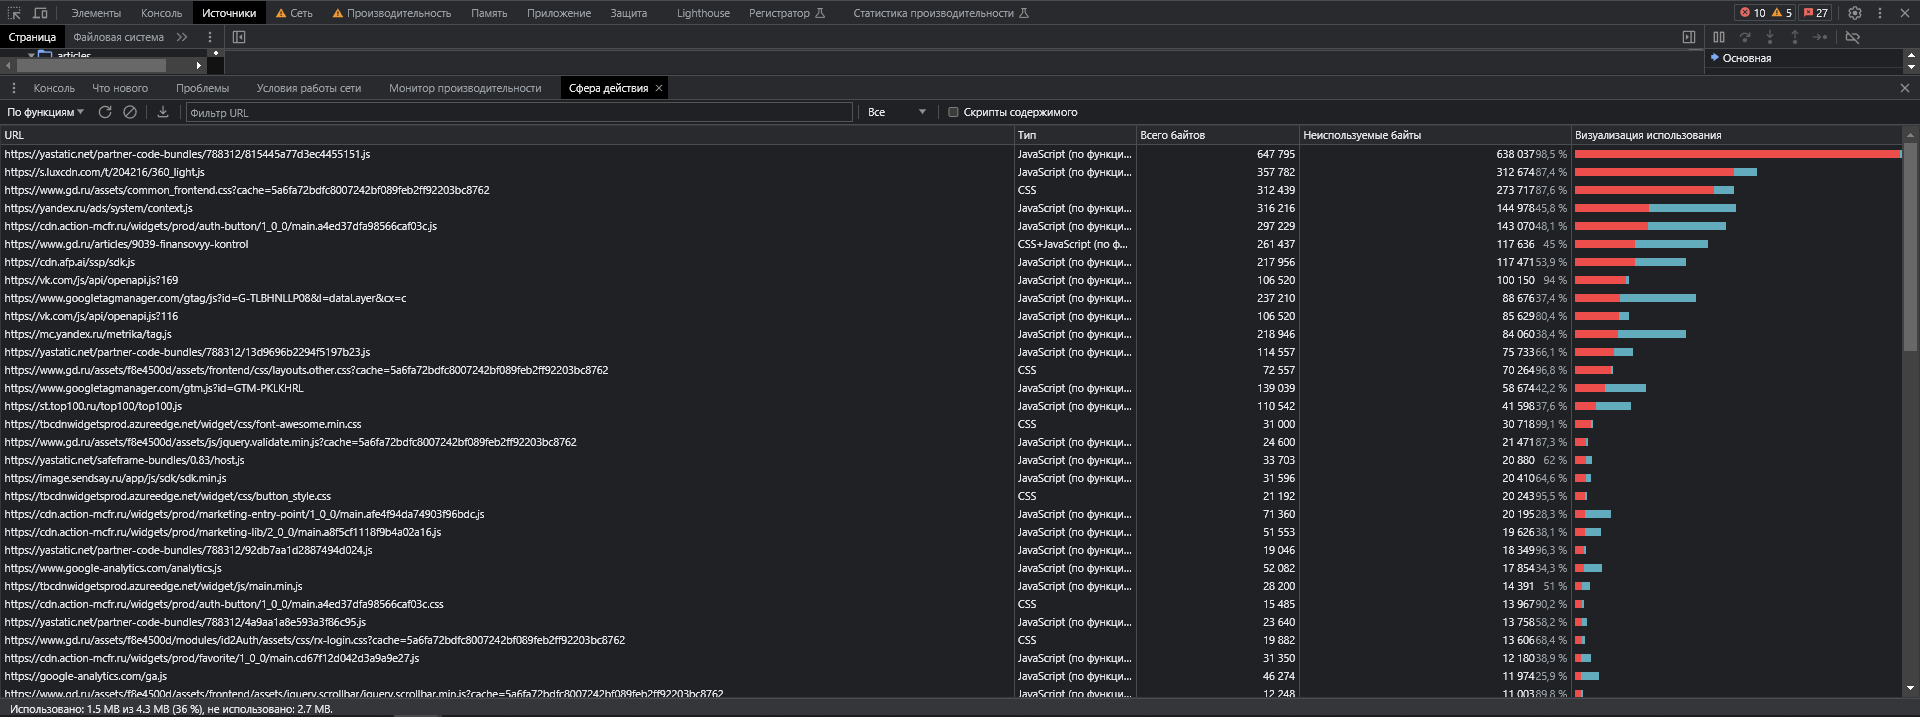 Элементы Консоль Источники Сеть Производительность Память Приложение Защита Lighthouse Регистратор Статистика производительности 10 5 27
Страница Файловая система
articles
Основная
Консоль Что нового Проблемы Условия работы сети Монитор производительности Сфера действия
По функциям Фильтр URL Все Скрипты содержимого
URL Тип Всего байтов Неиспользуемые байты Визуализация использования
https://yastatic.net/partner-code-bundles/788312/815445a77d3ec4455151.js JavaScript (по функци... 647 795 638 037 98,5 %
https://s.luxcdn.com/t/204216/360_light.js JavaScript (по функци... 357 782 312 674 87,4 %
https://www.gd.ru/assets/common_frontend.css?cache=5a6fa72bdfc8007242bf089feb2ff92203bc8762 CSS 312 439 273 717 87,6 %
https://yandex.ru/ads/system/context.js JavaScript (по функци... 316 216 144 978 45,8 %
https://cdn.action-mcfr.ru/widgets/prod/auth-button/1_0_0/main.a4ed37dfa98566caf03c.js JavaScript (по функци... 297 229 143 070 48,1 %
https://www.gd.ru/articles/9039-finansovyy-kontrol CSS+JavaScript (по ф... 261 437 117 636 45 %
https://cdn.afp.ai/ssp/sdk.js JavaScript (по функци... 217 956 117 471 53,9 %
https://vk.com/js/api/openapi.js?169 JavaScript (по функци... 106 520 100 150 94 %
https://www.googletagmanager.com/gtag/js?id=G-TLBHNLLP08&l=dataLayer&cx=c JavaScript (по функци... 237 210 88 676 37,4 %
https://vk.com/js/api/openapi.js?116 JavaScript (по функци... 106 520 85 629 80,4 %
https://mc.yandex.ru/metrika/tag.js JavaScript (по функци... 218 946 84 060 38,4 %
https://yastatic.net/partner-code-bundles/788312/13d9696b2294f5197b23.js JavaScript (по функци... 114 557 75 733 66,1 %
https://www.gd.ru/assets/f8e4500d/assets/frontend/css/layouts.other.css?cache=5a6fa72bdfc8007242bf089feb2ff92203bc8762 CSS 72 557 70 264 96,8 %
https://www.googletagmanager.com/gtm.js?id=GTM-PKLKHRL JavaScript (по функци... 139 039 58 674 42,2 %
https://st.top100.ru/top100/top100.js JavaScript (по функци... 110 542 41 598 37,6 %
https://tbcdnwidgetsprod.azureedge.net/widget/css/font-awesome.min.css CSS 31 000 30 718 99,1 %
https://www.gd.ru/assets/f8e4500d/assets/js/jquery.validate.min.js?cache=5a6fa72bdfc8007242bf089feb2ff92203bc8762 JavaScript (по функци... 24 600 21 471 87,3 %
https://yastatic.net/safeframe-bundles/0.83/host.js JavaScript (по функци... 33 703 20 880 62 %
https://image.sendsay.ru/app/js/sdk/sdk.min.js JavaScript (по функци... 31 596 20 410 64,6 %
https://tbcdnwidgetsprod.azureedge.net/widget/css/button_style.css CSS 21 192 20 243 95,5 %
https://cdn.action-mcfr.ru/widgets/prod/marketing-entry-point/1_0_0/main.afe4f94da74903f96bdc.js JavaScript (по функци... 71 360 20 195 28,3 %
https://cdn.action-mcfr.ru/widgets/prod/marketing-lib/2_0_0/main.a8f5cf1118f9b4a02a16.js JavaScript (по функци... 51 553 19 626 38,1 %
https://yastatic.net/partner-code-bundles/788312/92db7aa1d2887494d024.js JavaScript (по функци... 19 046 18 349 96,3 %
https://www.google-analytics.com/analytics.js JavaScript (по функци... 52 082 17 854 34,3 %
https://tbcdnwidgetsprod.azureedge.net/widget/js/main.min.js JavaScript (по функци... 28 200 14 391 51 %
https://cdn.action-mcfr.ru/widgets/prod/auth-button/1_0_0/main.a4ed37dfa98566caf03c.css CSS 15 485 13 967 90,2 %
https://yastatic.net/partner-code-bundles/788312/4a9aa1a8e593a3f86c95.js JavaScript (по функци... 23 640 13 758 58,2 %
https://www.gd.ru/assets/f8e4500d/modules/id2Auth/assets/css/rx-login.css?cache=5a6fa72bdfc8007242bf089feb2ff92203bc8762 CSS 19 882 13 606 68,4 %
https://cdn.action-mcfr.ru/widgets/prod/favorite/1_0_0/main.cd67f12d042d3a9a9e27.js JavaScript (по функци... 31 350 12 180 38,9 %
https://google-analytics.com/ga.js JavaScript (по функци... 46 274 11 974 25,9 %
https://www.gd.ru/assets/f8e4500d/assets/frontend/assets/jquery.scrollbar/jquery.scrollbar.min.js?cache=5a6fa72bdfc8007242bf089feb2ff92203bc8762 JavaScript (по функци... 12 248 11 003 89,8 %
Использовано: 1.5 MB из 4.3 MB (36 %), не использовано: 2.7 MB.